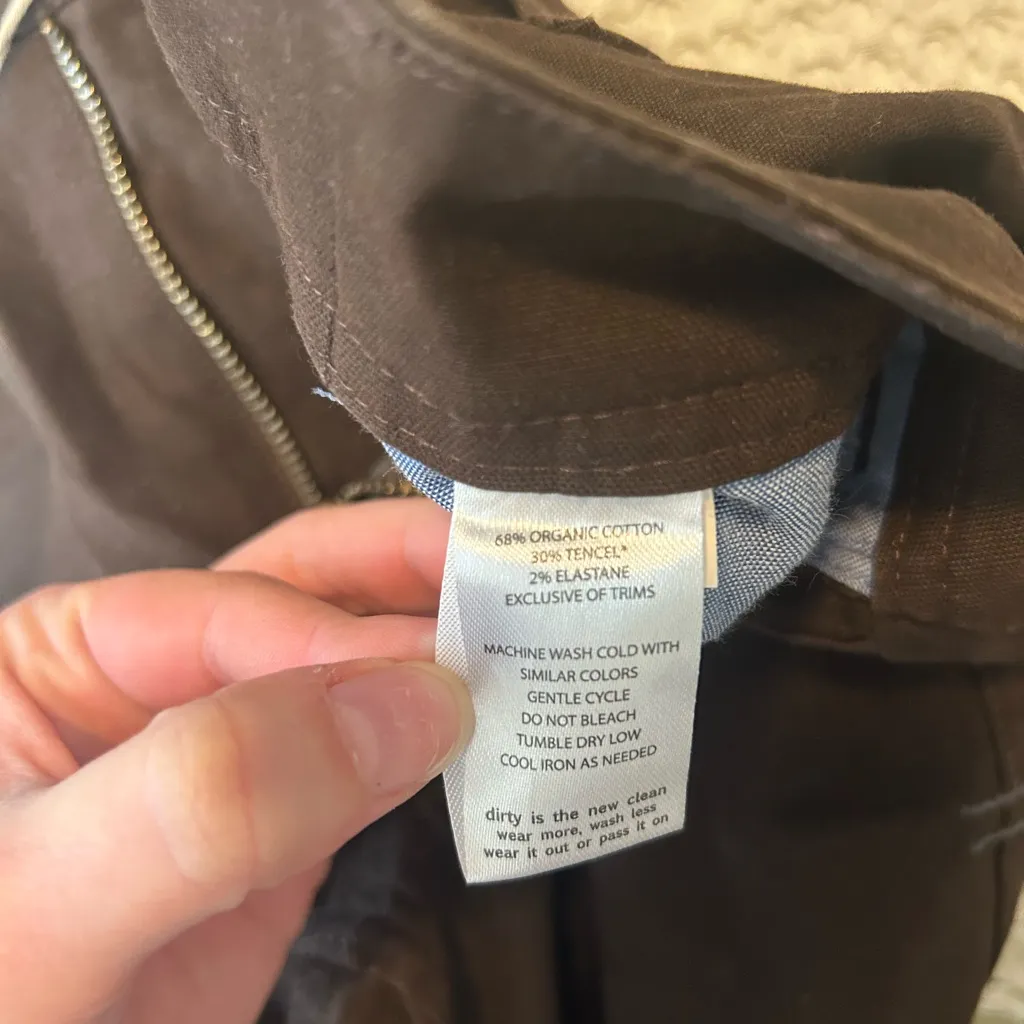 68% ORGANIC COTTON
30% TENCEL*
2% ELASTANE
EXCLUSIVE OF TRIMS
MACHINE WASH COLD WITH
SIMILAR COLORS
GENTLE CYCLE
DO NOT BLEACH
TUMBLE DRY LOW
COOL IRON AS NEEDED
dirty is the new clean
wear more, wash less
wear it out or pass it on